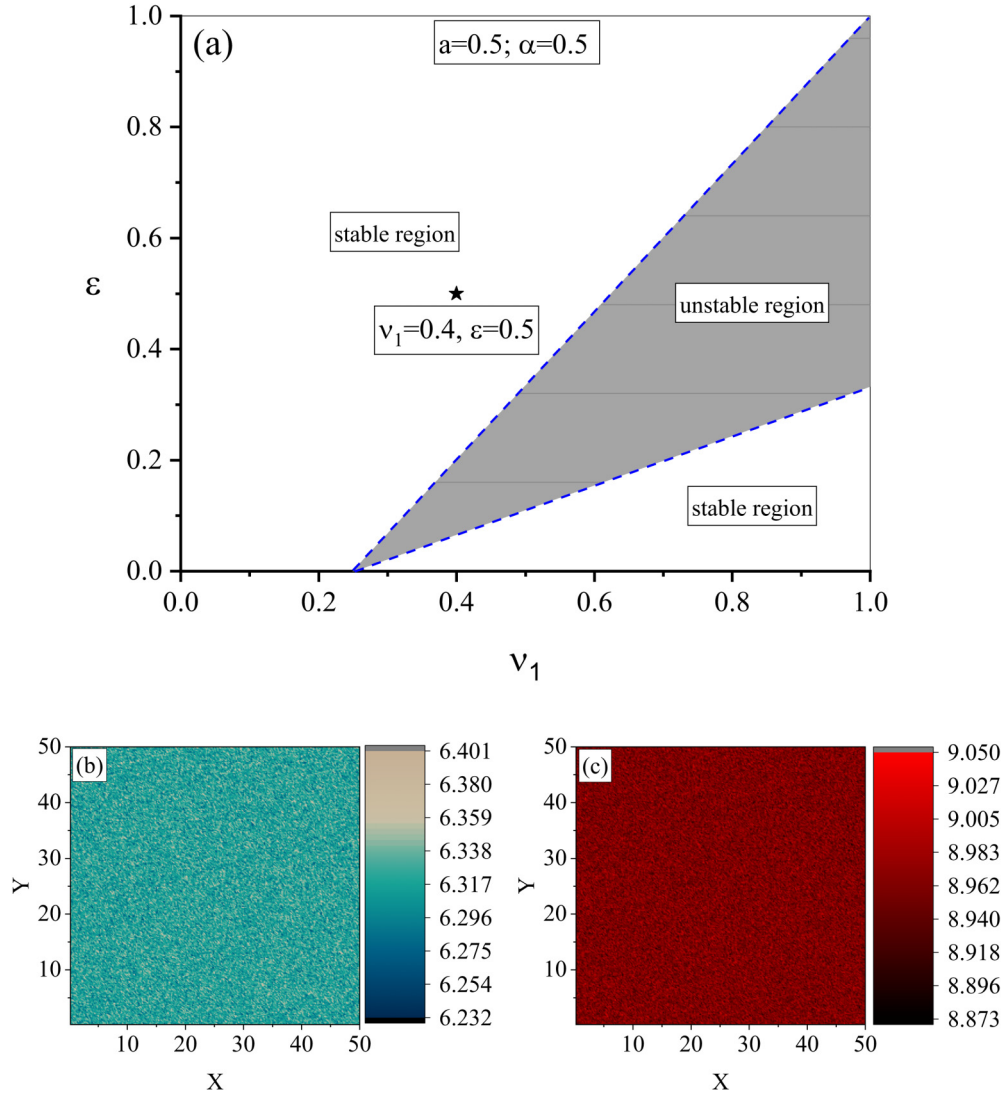 (a)
a=0.5; α=0.5
1.0
0.8
0.6
0.4
0.2
0.0
ε
stable region
ν₁=0.4, ε=0.5
unstable region
stable region
0.0 0.2 0.4 0.6 0.8 1.0
ν₁
(b)
50
40
30
20
10
Y
10 20 30 40 50
X
6.401
6.380
6.359
6.338
6.317
6.296
6.275
6.254
6.232
(c)
50
40
30
20
10
Y
10 20 30 40 50
X
9.050
9.027
9.005
8.983
8.962
8.940
8.918
8.896
8.873